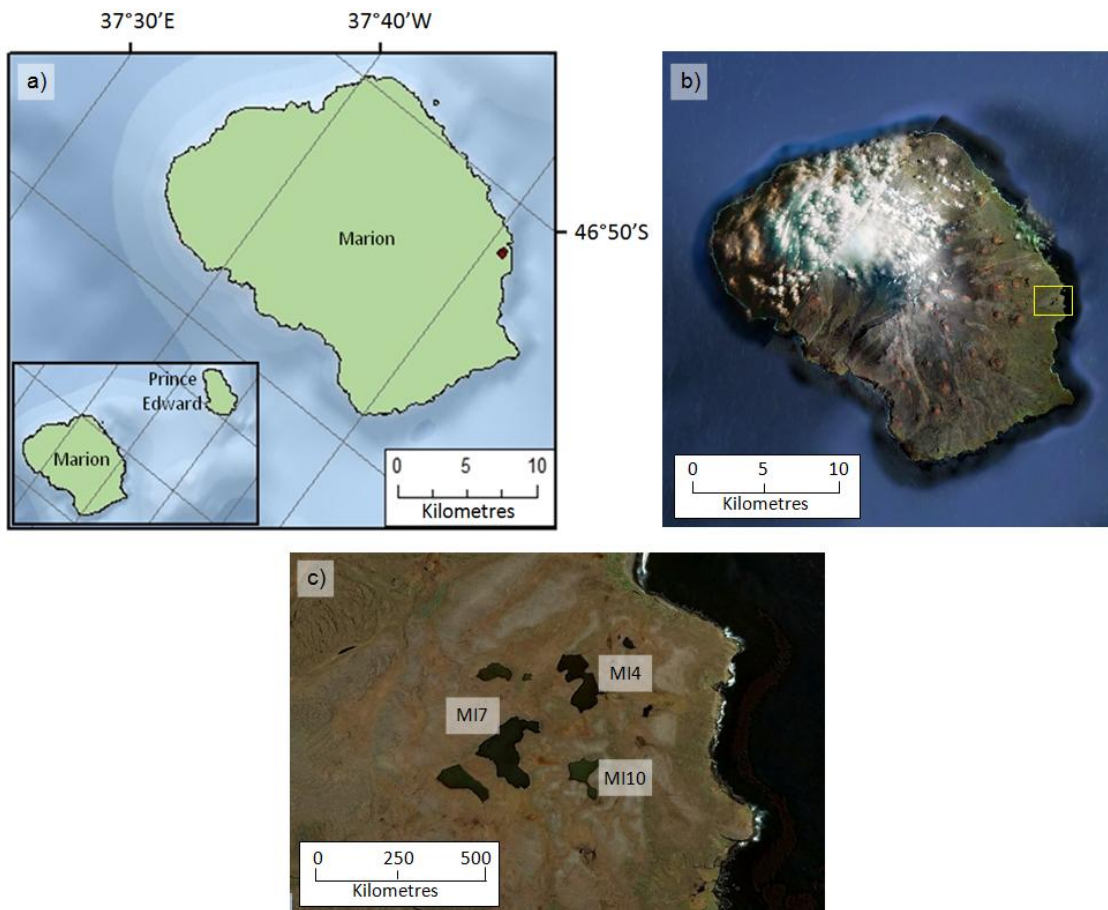 37°30’E
37°40’W
a)
Marion
46°50’S
Prince
Edward
Marion
0 5 10
Kilometres
b)
0 5 10
Kilometres
c)
MI4
MI7
MI10
0 250 500
Kilometres